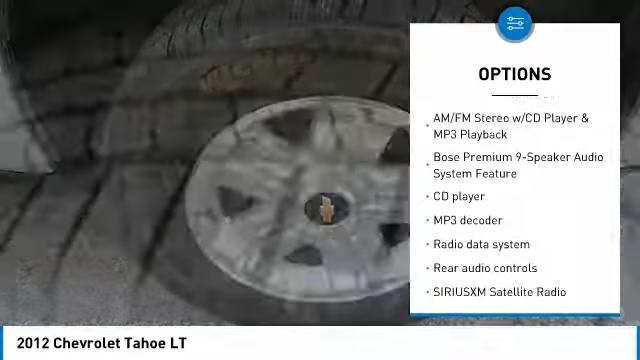 OPTIONS
AM/FM Stereo w/CD Player &
MP3 Playback
Bose Premium 9-Speaker Audio
System Feature
CD player
MP3 decoder
Radio data system
Rear audio controls
SIRIUSXM Satellite Radio
2012 Chevrolet Tahoe LT